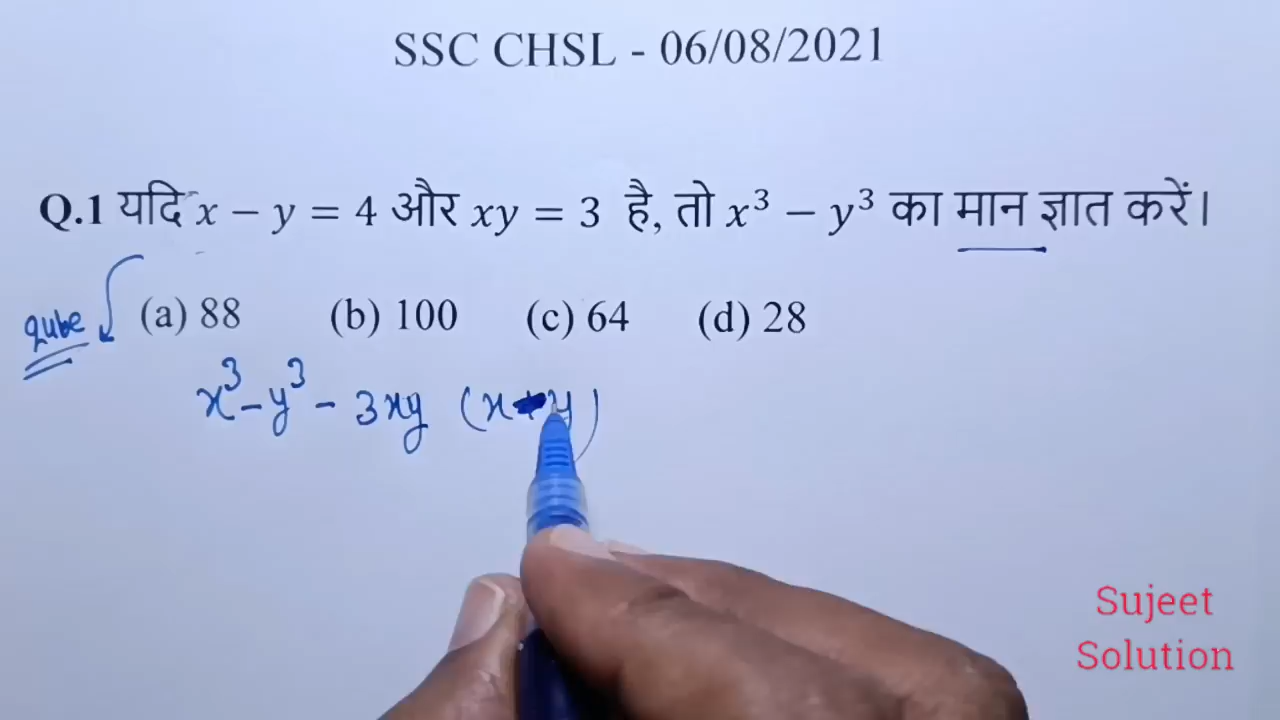 SSC CHSL - 06/08/2021
Q.1 यदि x − y = 4 और xy = 3 है, तो x³ − y³ का मान ज्ञात करें।
(a) 88 (b) 100 (c) 64 (d) 28
qube
x³ - y³ - 3xy (x - y)
Sujeet
Solution